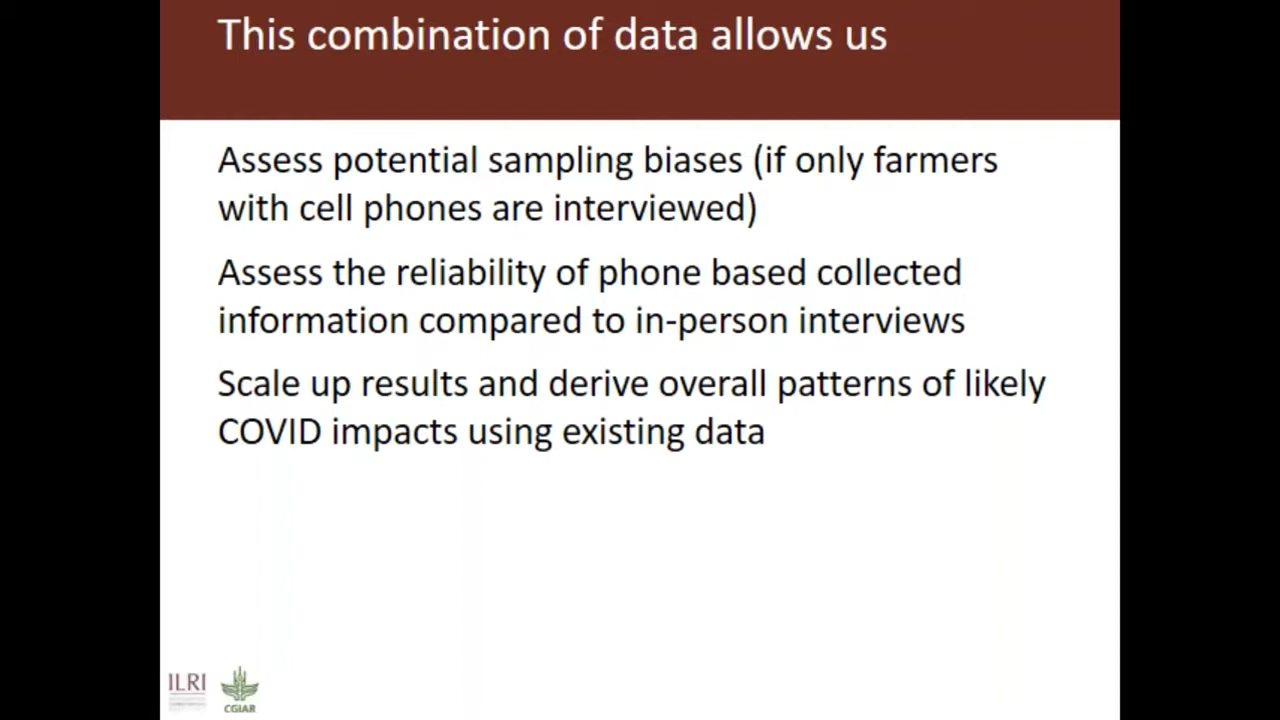 This combination of data allows us
Assess potential sampling biases (if only farmers
with cell phones are interviewed)
Assess the reliability of phone based collected
information compared to in-person interviews
Scale up results and derive overall patterns of likely
COVID impacts using existing data
ILRI
CGIAR